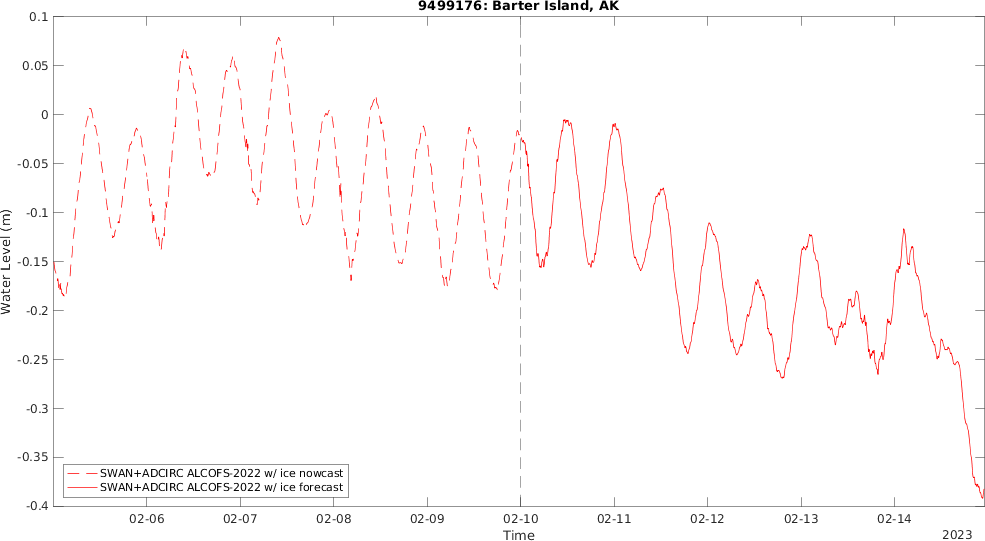 9499176: Barter Island, AK
0.1
0.05
0
-0.05
-0.1
-0.15
-0.2
-0.25
-0.3
-0.35
-0.4
Water Level (m)
SWAN+ADCIRC ALCOFS-2022 w/ ice nowcast
SWAN+ADCIRC ALCOFS-2022 w/ ice forecast
02-06 02-07 02-08 02-09 02-10 02-11 02-12 02-13 02-14
Time
2023